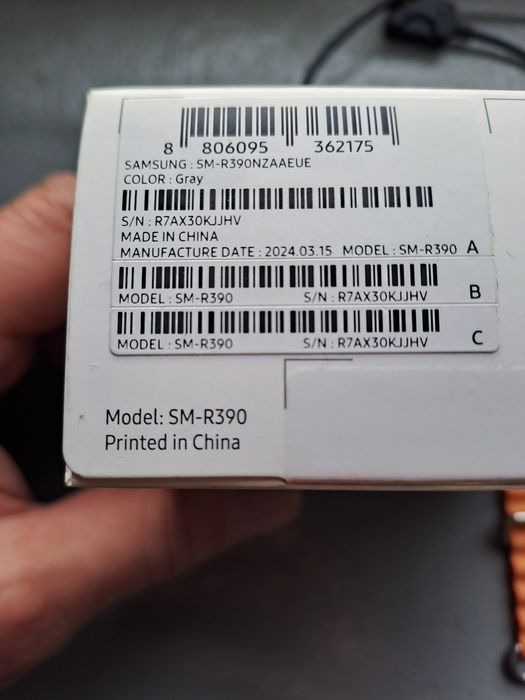 8 806095 362175
SAMSUNG : SM-R390NZAAEUE
COLOR : Gray
S/N : R7AX30KJJHV
MADE IN CHINA
MANUFACTURE DATE : 2024.03.15 MODEL : SM-R390 A
MODEL : SM-R390 S/N : R7AX30KJJHV B
MODEL : SM-R390 S/N : R7AX30KJJHV C
Model: SM-R390
Printed in China